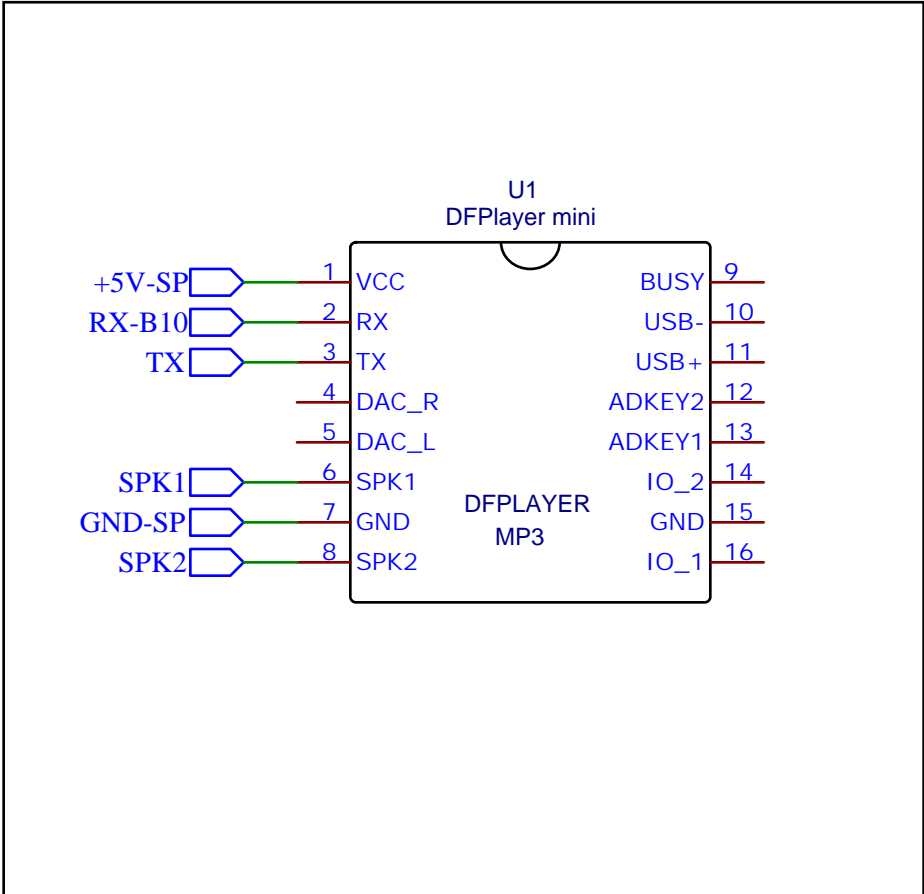 U1
DFPlayer mini
+5V-SP 1 VCC BUSY 9
RX-B10 2 RX USB- 10
TX 3 TX USB+ 11
4 DAC_R ADKEY2 12
5 DAC_L ADKEY1 13
SPK1 6 SPK1 IO_2 14
GND-SP 7 GND DFPLAYER GND 15
MP3
SPK2 8 SPK2 IO_1 16